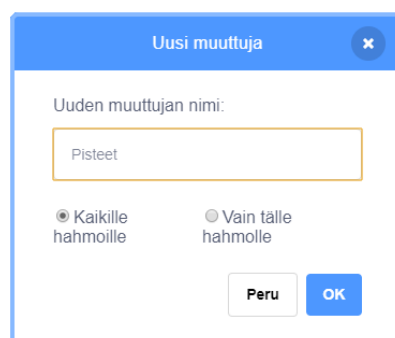 Uusi muuttuja
Uuden muuttujan nimi:
Pisteet
Kaikille Vain tälle
hahmoille hahmolle
Peru OK